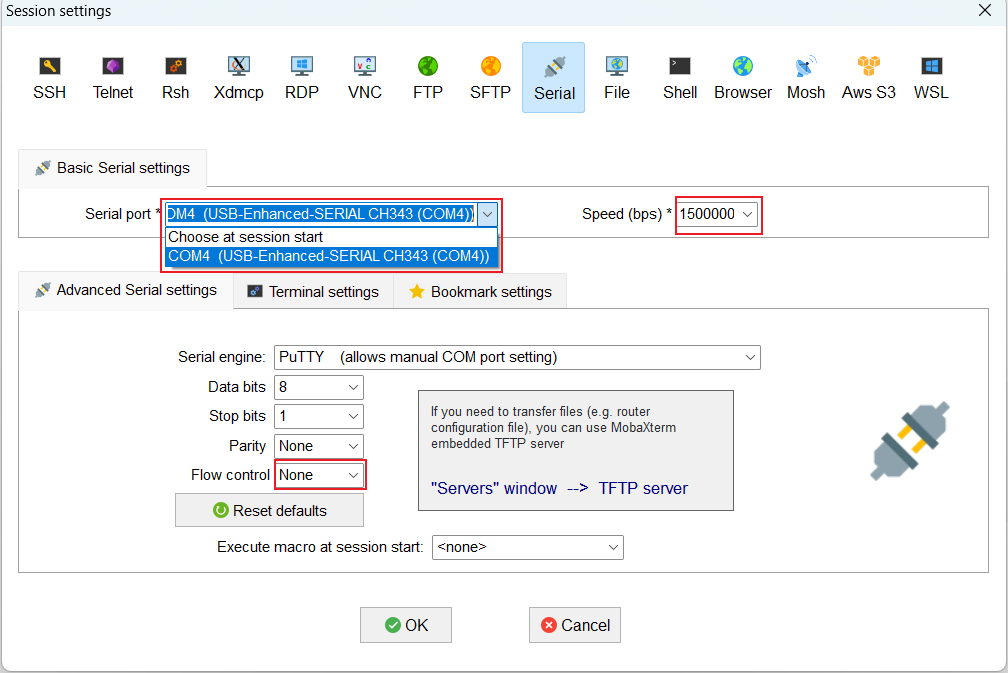 Session settings
SSH Telnet Rsh Xdmcp RDP VNC FTP SFTP Serial File Shell Browser Mosh Aws S3 WSL
Basic Serial settings
Serial port * OM4 (USB-Enhanced-SERIAL CH343 (COM4)) Speed (bps) * 1500000
Choose at session start
COM4 (USB-Enhanced-SERIAL CH343 (COM4))
Advanced Serial settings Terminal settings Bookmark settings
Serial engine: PuTTY (allows manual COM port setting)
Data bits 8
Stop bits 1
Parity None
Flow control None
Reset defaults
If you need to transfer files (e.g. router
configuration file), you can use MobaXterm
embedded TFTP server
"Servers" window --> TFTP server
Execute macro at session start: <none>
OK Cancel